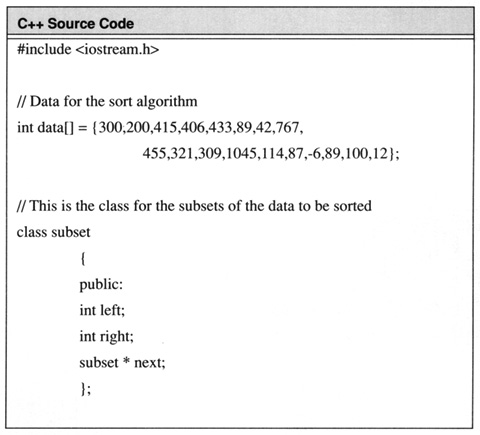 C++ Source Code
#include <iostream.h>
// Data for the sort algorithm
int data[] = {300,200,415,406,433,89,42,767,
455,321,309,1045,114,87,-6,89,100,12};
// This is the class for the subsets of the data to be sorted
class subset
{
public:
int left;
int right;
subset * next;
};